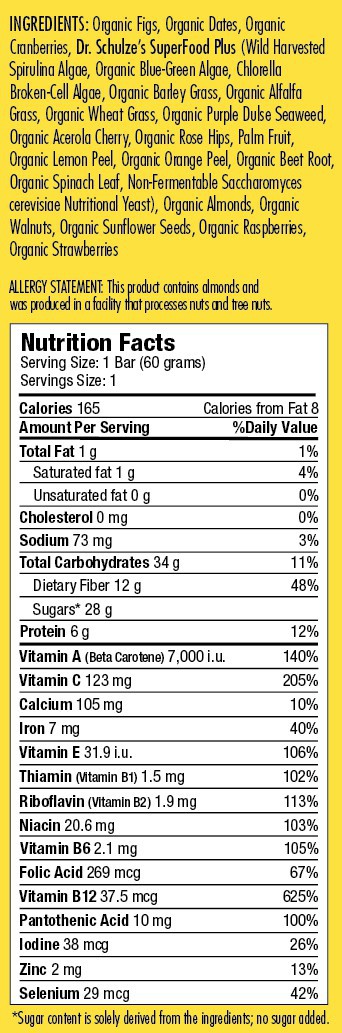 INGREDIENTS: Organic Figs, Organic Dates, Organic
Cranberries, Dr. Schulze's SuperFood Plus (Wild Harvested
Spirulina Algae, Organic Blue-Green Algae, Chlorella
Broken-Cell Algae, Organic Barley Grass, Organic Alfalfa
Grass, Organic Wheat Grass, Organic Purple Dulse Seaweed,
Organic Acerola Cherry, Organic Rose Hips, Palm Fruit,
Organic Lemon Peel, Organic Orange Peel, Organic Beet Root,
Organic Spinach Leaf, Non-Fermentable Saccharomyces
cerevisiae Nutritional Yeast), Organic Almonds, Organic
Walnuts, Organic Sunflower Seeds, Organic Raspberries,
Organic Strawberries
ALLERGY STATEMENT: This product contains almonds and
was produced in a facility that processes nuts and tree nuts.
Nutrition Facts
Serving Size: 1 Bar (60 grams)
Servings Size: 1
Calories 165 Calories from Fat 8
Amount Per Serving %Daily Value
Total Fat 1 g 1%
Saturated fat 1 g 4%
Unsaturated fat 0 g 0%
Cholesterol 0 mg 0%
Sodium 73 mg 3%
Total Carbohydrates 34 g 11%
Dietary Fiber 12 g 48%
Sugars* 28 g
Protein 6 g 12%
Vitamin A (Beta Carotene) 7,000 i.u. 140%
Vitamin C 123 mg 205%
Calcium 105 mg 10%
Iron 7 mg 40%
Vitamin E 31.9 i.u. 106%
Thiamin (Vitamin B1) 1.5 mg 102%
Riboflavin (Vitamin B2) 1.9 mg 113%
Niacin 20.6 mg 103%
Vitamin B6 2.1 mg 105%
Folic Acid 269 mcg 67%
Vitamin B12 37.5 mcg 625%
Pantothenic Acid 10 mg 100%
Iodine 38 mcg 26%
Zinc 2 mg 13%
Selenium 29 mcg 42%
*Sugar content is solely derived from the ingredients; no sugar added.